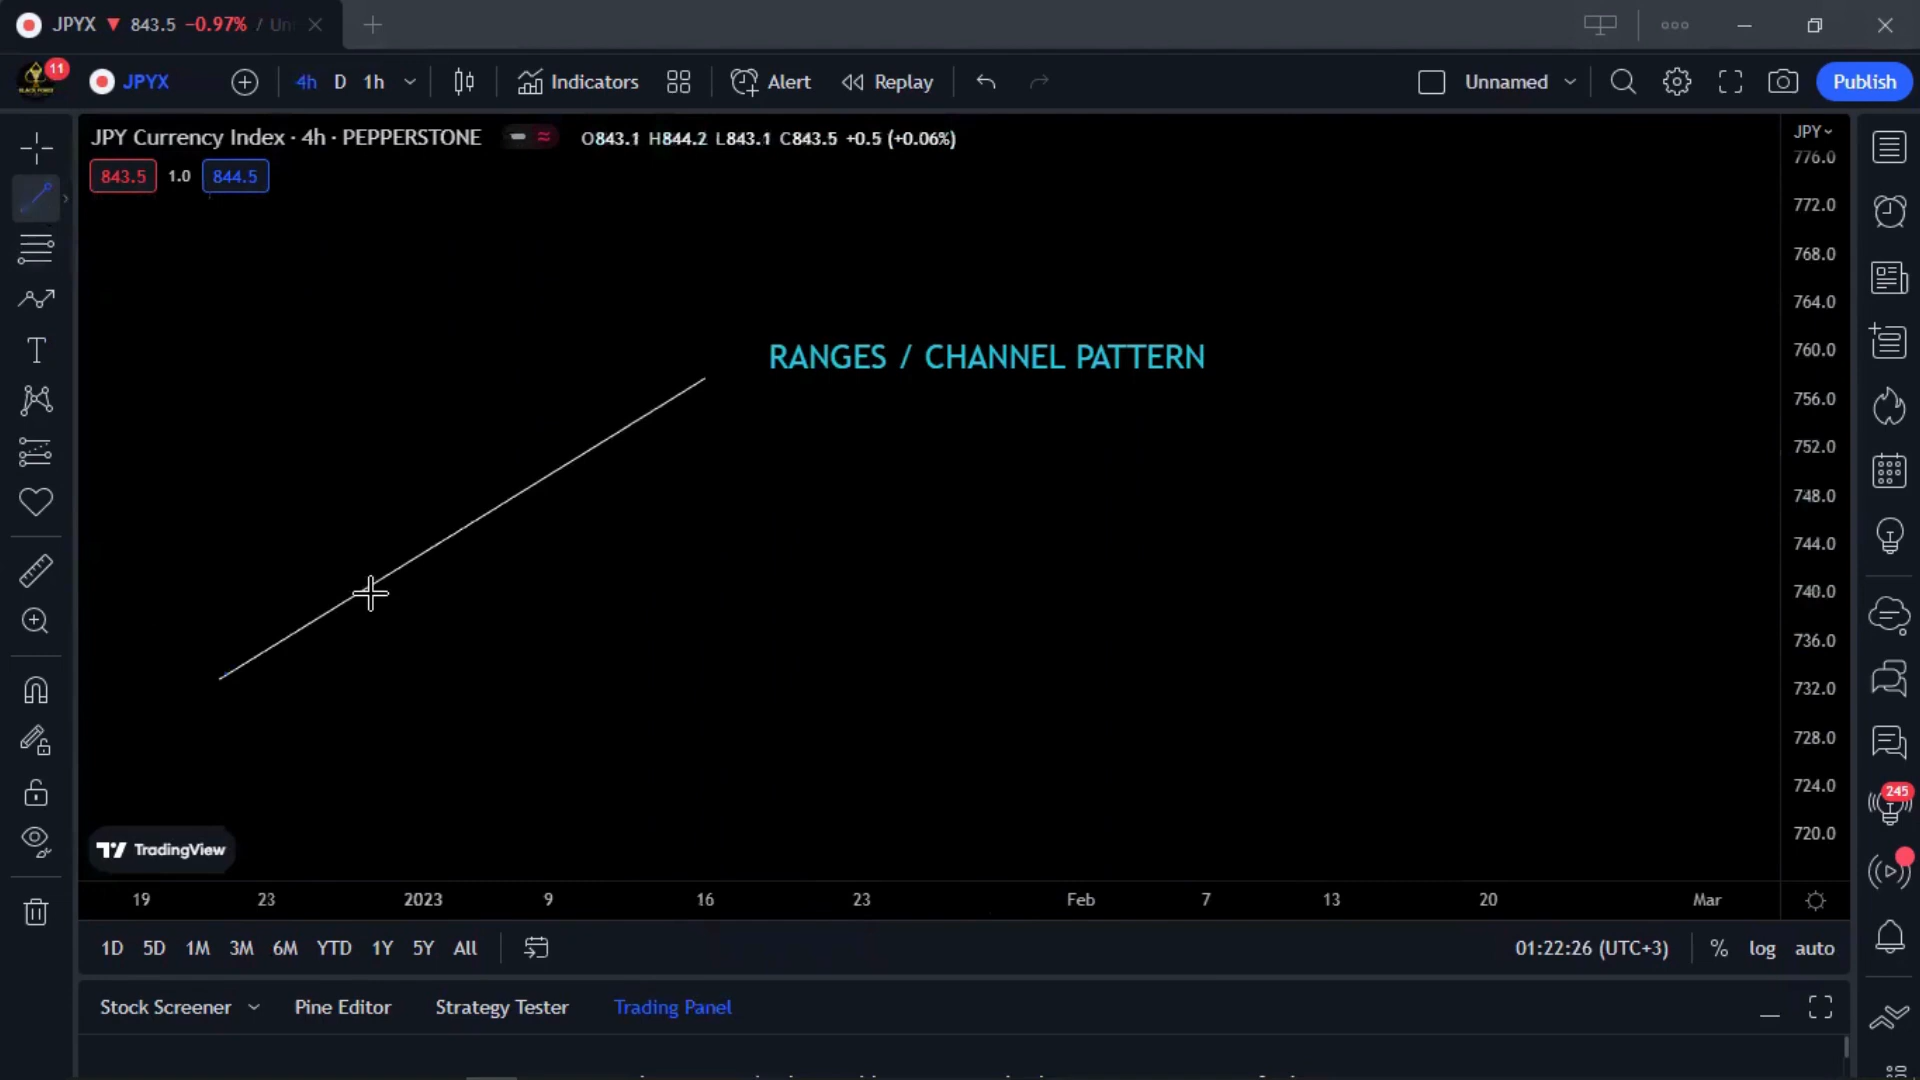 JPYX ▼ 843.5 −0.97% / Un
11
JPYX 4h D 1h Indicators Alert Replay Unnamed Publish
JPY Currency Index · 4h · PEPPERSTONE O843.1 H844.2 L843.1 C843.5 +0.5 (+0.06%)
843.5 1.0 844.5
JPY
776.0
772.0
768.0
764.0
RANGES / CHANNEL PATTERN
760.0
756.0
752.0
748.0
744.0
740.0
736.0
732.0
728.0
724.0
720.0
245
TradingView
19 23 2023 9 16 23 Feb 7 13 20 Mar
1D 5D 1M 3M 6M YTD 1Y 5Y All 01:22:26 (UTC+3) % log auto
Stock Screener Pine Editor Strategy Tester Trading Panel